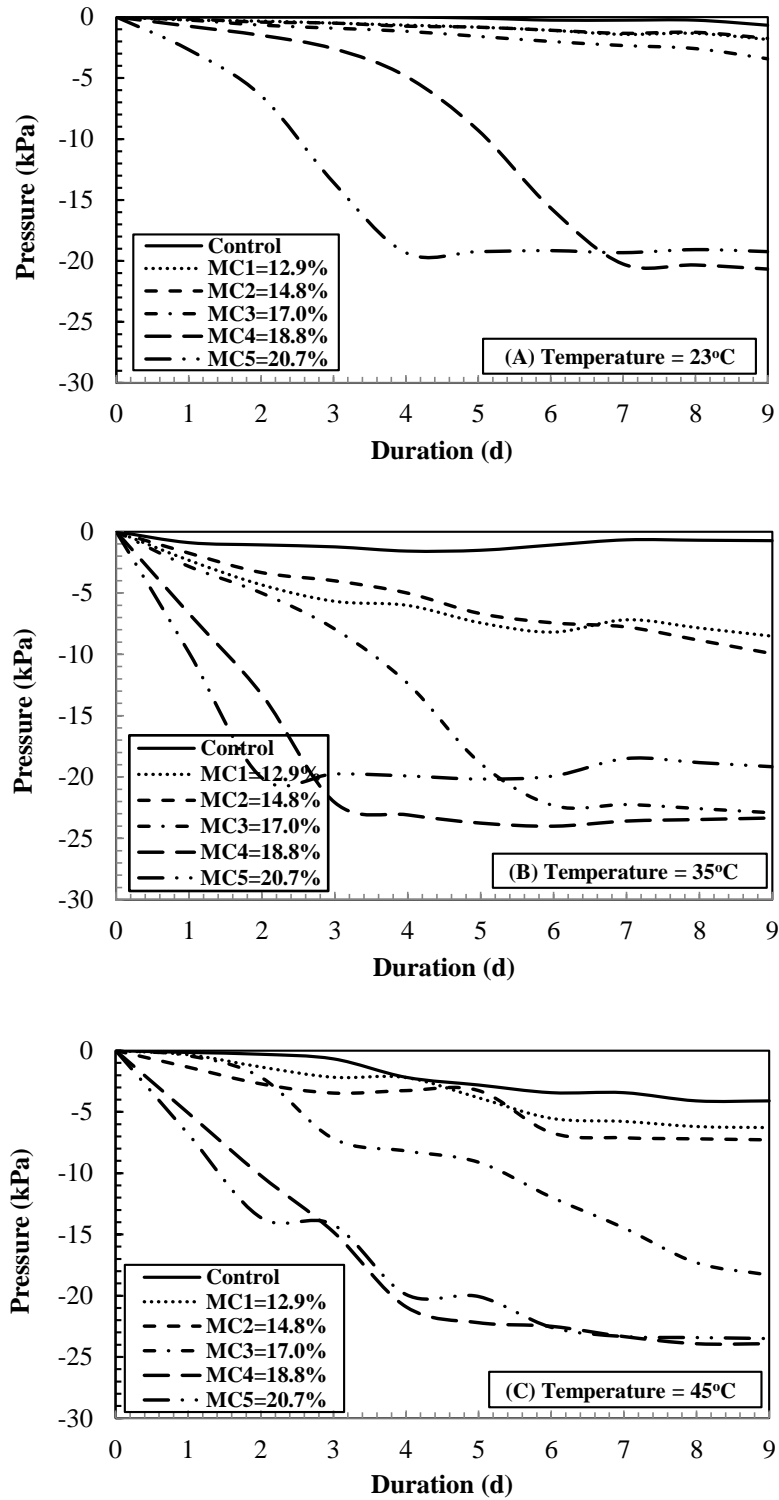 0
-5
-10
-15
-20
-25
-30
Pressure (kPa)
Control
MC1=12.9%
MC2=14.8%
MC3=17.0%
MC4=18.8%
MC5=20.7%
(A) Temperature = 23°C
0 1 2 3 4 5 6 7 8 9
Duration (d)
0
-5
-10
-15
-20
-25
-30
Pressure (kPa)
Control
MC1=12.9%
MC2=14.8%
MC3=17.0%
MC4=18.8%
MC5=20.7%
(B) Temperature = 35°C
0 1 2 3 4 5 6 7 8 9
Duration (d)
0
-5
-10
-15
-20
-25
-30
Pressure (kPa)
Control
MC1=12.9%
MC2=14.8%
MC3=17.0%
MC4=18.8%
MC5=20.7%
(C) Temperature = 45°C
0 1 2 3 4 5 6 7 8 9
Duration (d)